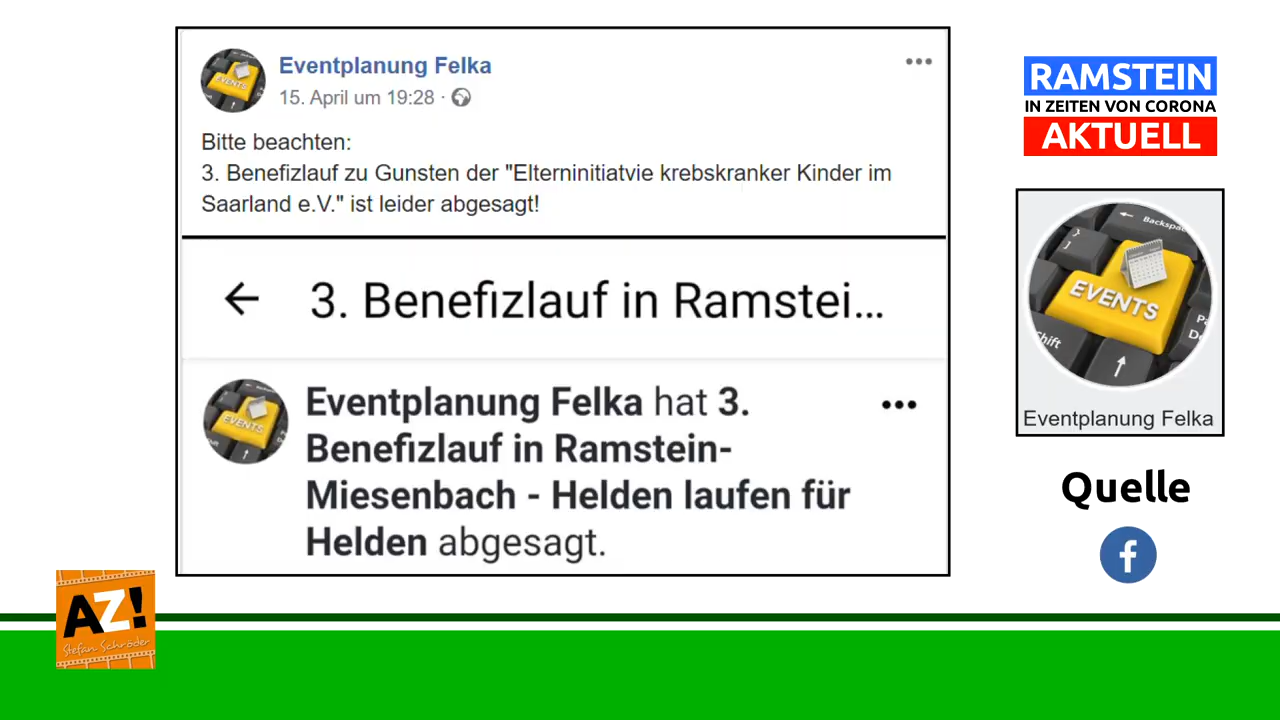 Eventplanung Felka
15. April um 19:28 ·
Bitte beachten:
3. Benefizlauf zu Gunsten der "Elterninitiatvie krebskranker Kinder im
Saarland e.V." ist leider abgesagt!
3. Benefizlauf in Ramstei...
Eventplanung Felka hat 3.
Benefizlauf in Ramstein-
Miesenbach - Helden laufen für
Helden abgesagt.
RAMSTEIN
IN ZEITEN VON CORONA
AKTUELL
Backspac
EVENTS
Shift
Eventplanung Felka
Quelle
f
AZ!
Stefan Schröder